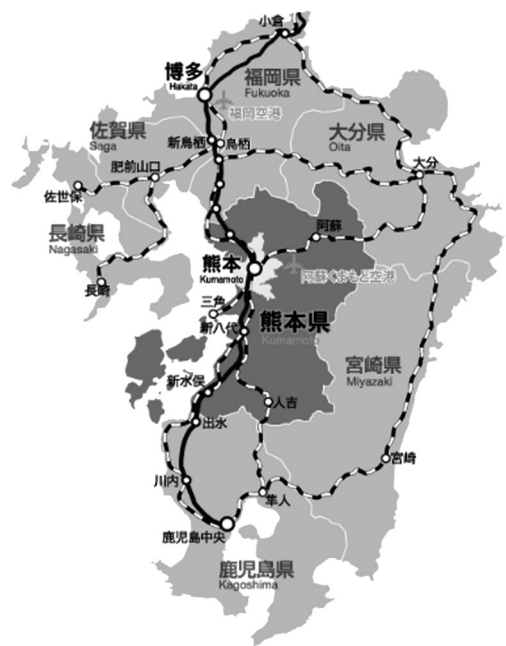 小倉
博多
Hakata
福岡県
Fukuoka
福岡空港
佐賀県
Saga
新鳥栖
鳥栖
大分県
Oita
肥前山口
大分
佐世保
長崎県
Nagasaki
阿蘇
熊本
Kumamoto
阿蘇くまもと空港
長崎
三角
新八代
熊本県
Kumamoto
宮崎県
Miyazaki
新水俣
人吉
出水
宮崎
川内
隼人
鹿児島中央
鹿児島県
Kagoshima